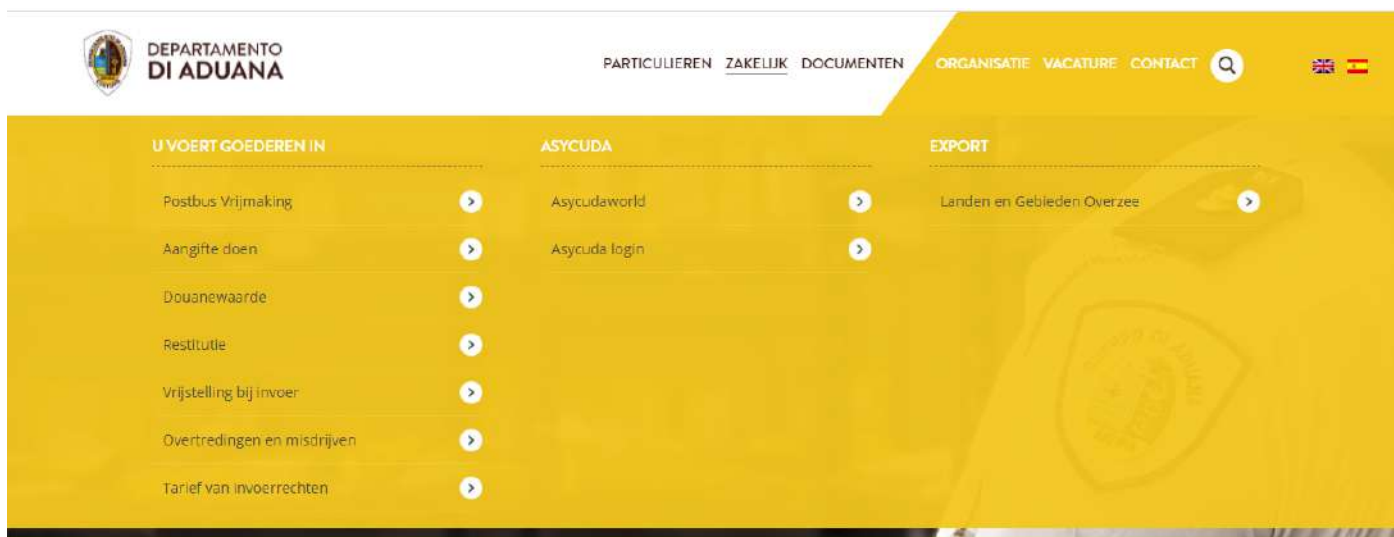 DEPARTAMENTO
DI ADUANA
PARTICULIEREN ZAKELIJK DOCUMENTEN ORGANISATIE VACATURE CONTACT
U VOERT GOEDEREN IN
Postbus Vrijmaking
Aangifte doen
Douanewaarde
Restitutie
Vrijstelling bij invoer
Overtredingen en misdrijven
Tarief van invoerrechten
ASYCUDA
Asycudaworld
Asycuda login
EXPORT
Landen en Gebieden Overzee